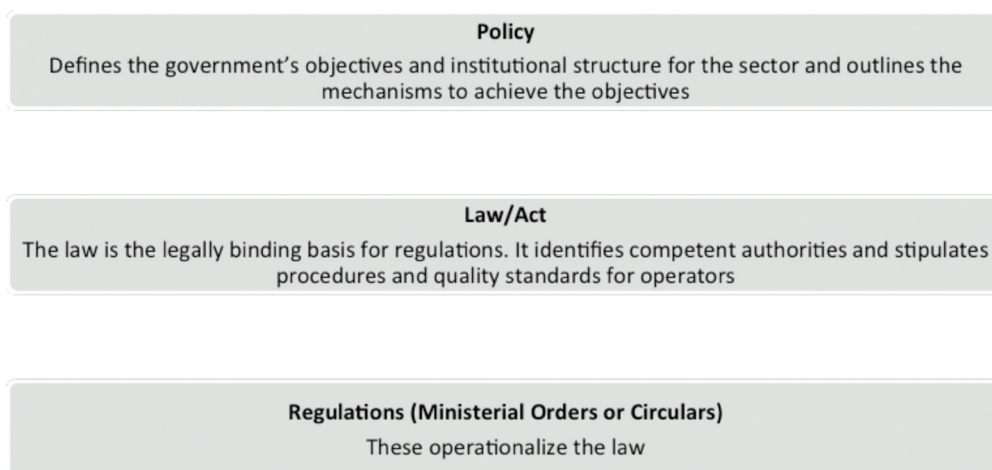 Policy
Defines the government’s objectives and institutional structure for the sector and outlines the
mechanisms to achieve the objectives
Law/Act
The law is the legally binding basis for regulations. It identifies competent authorities and stipulates
procedures and quality standards for operators
Regulations (Ministerial Orders or Circulars)
These operationalize the law